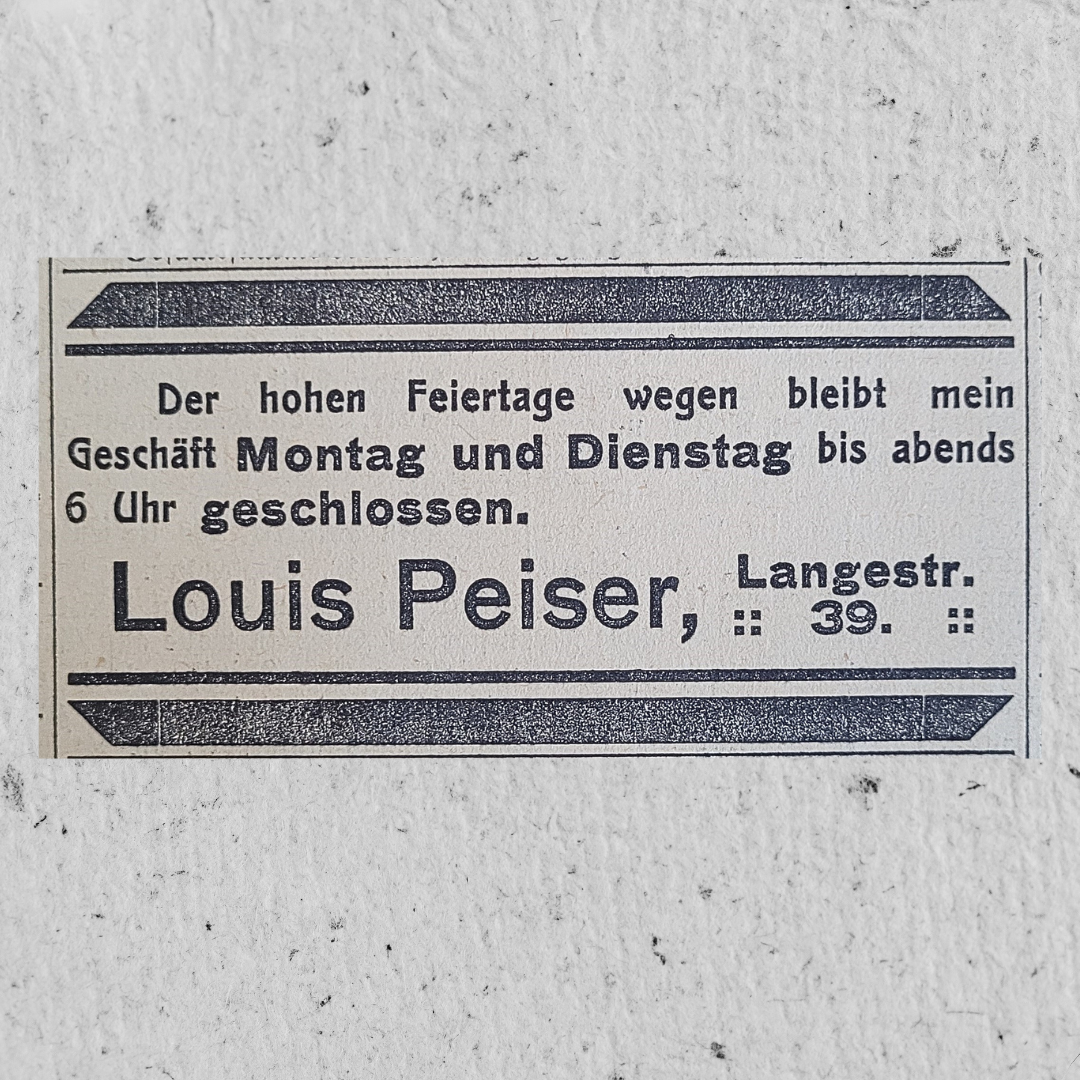 Der hohen Feiertage wegen bleibt mein
Geschäft Montag und Dienstag bis abends
6 Uhr geschlossen.
Louis Peiser, Langestr.
:: 39. ::